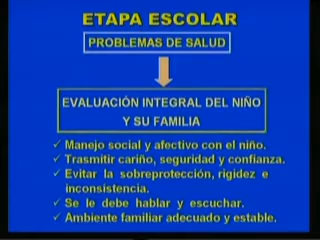 ETAPA ESCOLAR
PROBLEMAS DE SALUD
EVALUACIÓN INTEGRAL DEL NIÑO
Y SU FAMILIA
✓ Manejo social y afectivo con el niño.
✓ Trasmitir cariño, seguridad y confianza.
✓ Evitar la sobreprotección, rigidez e
inconsistencia.
✓ Se le debe hablar y escuchar.
✓ Ambiente familiar adecuado y estable.